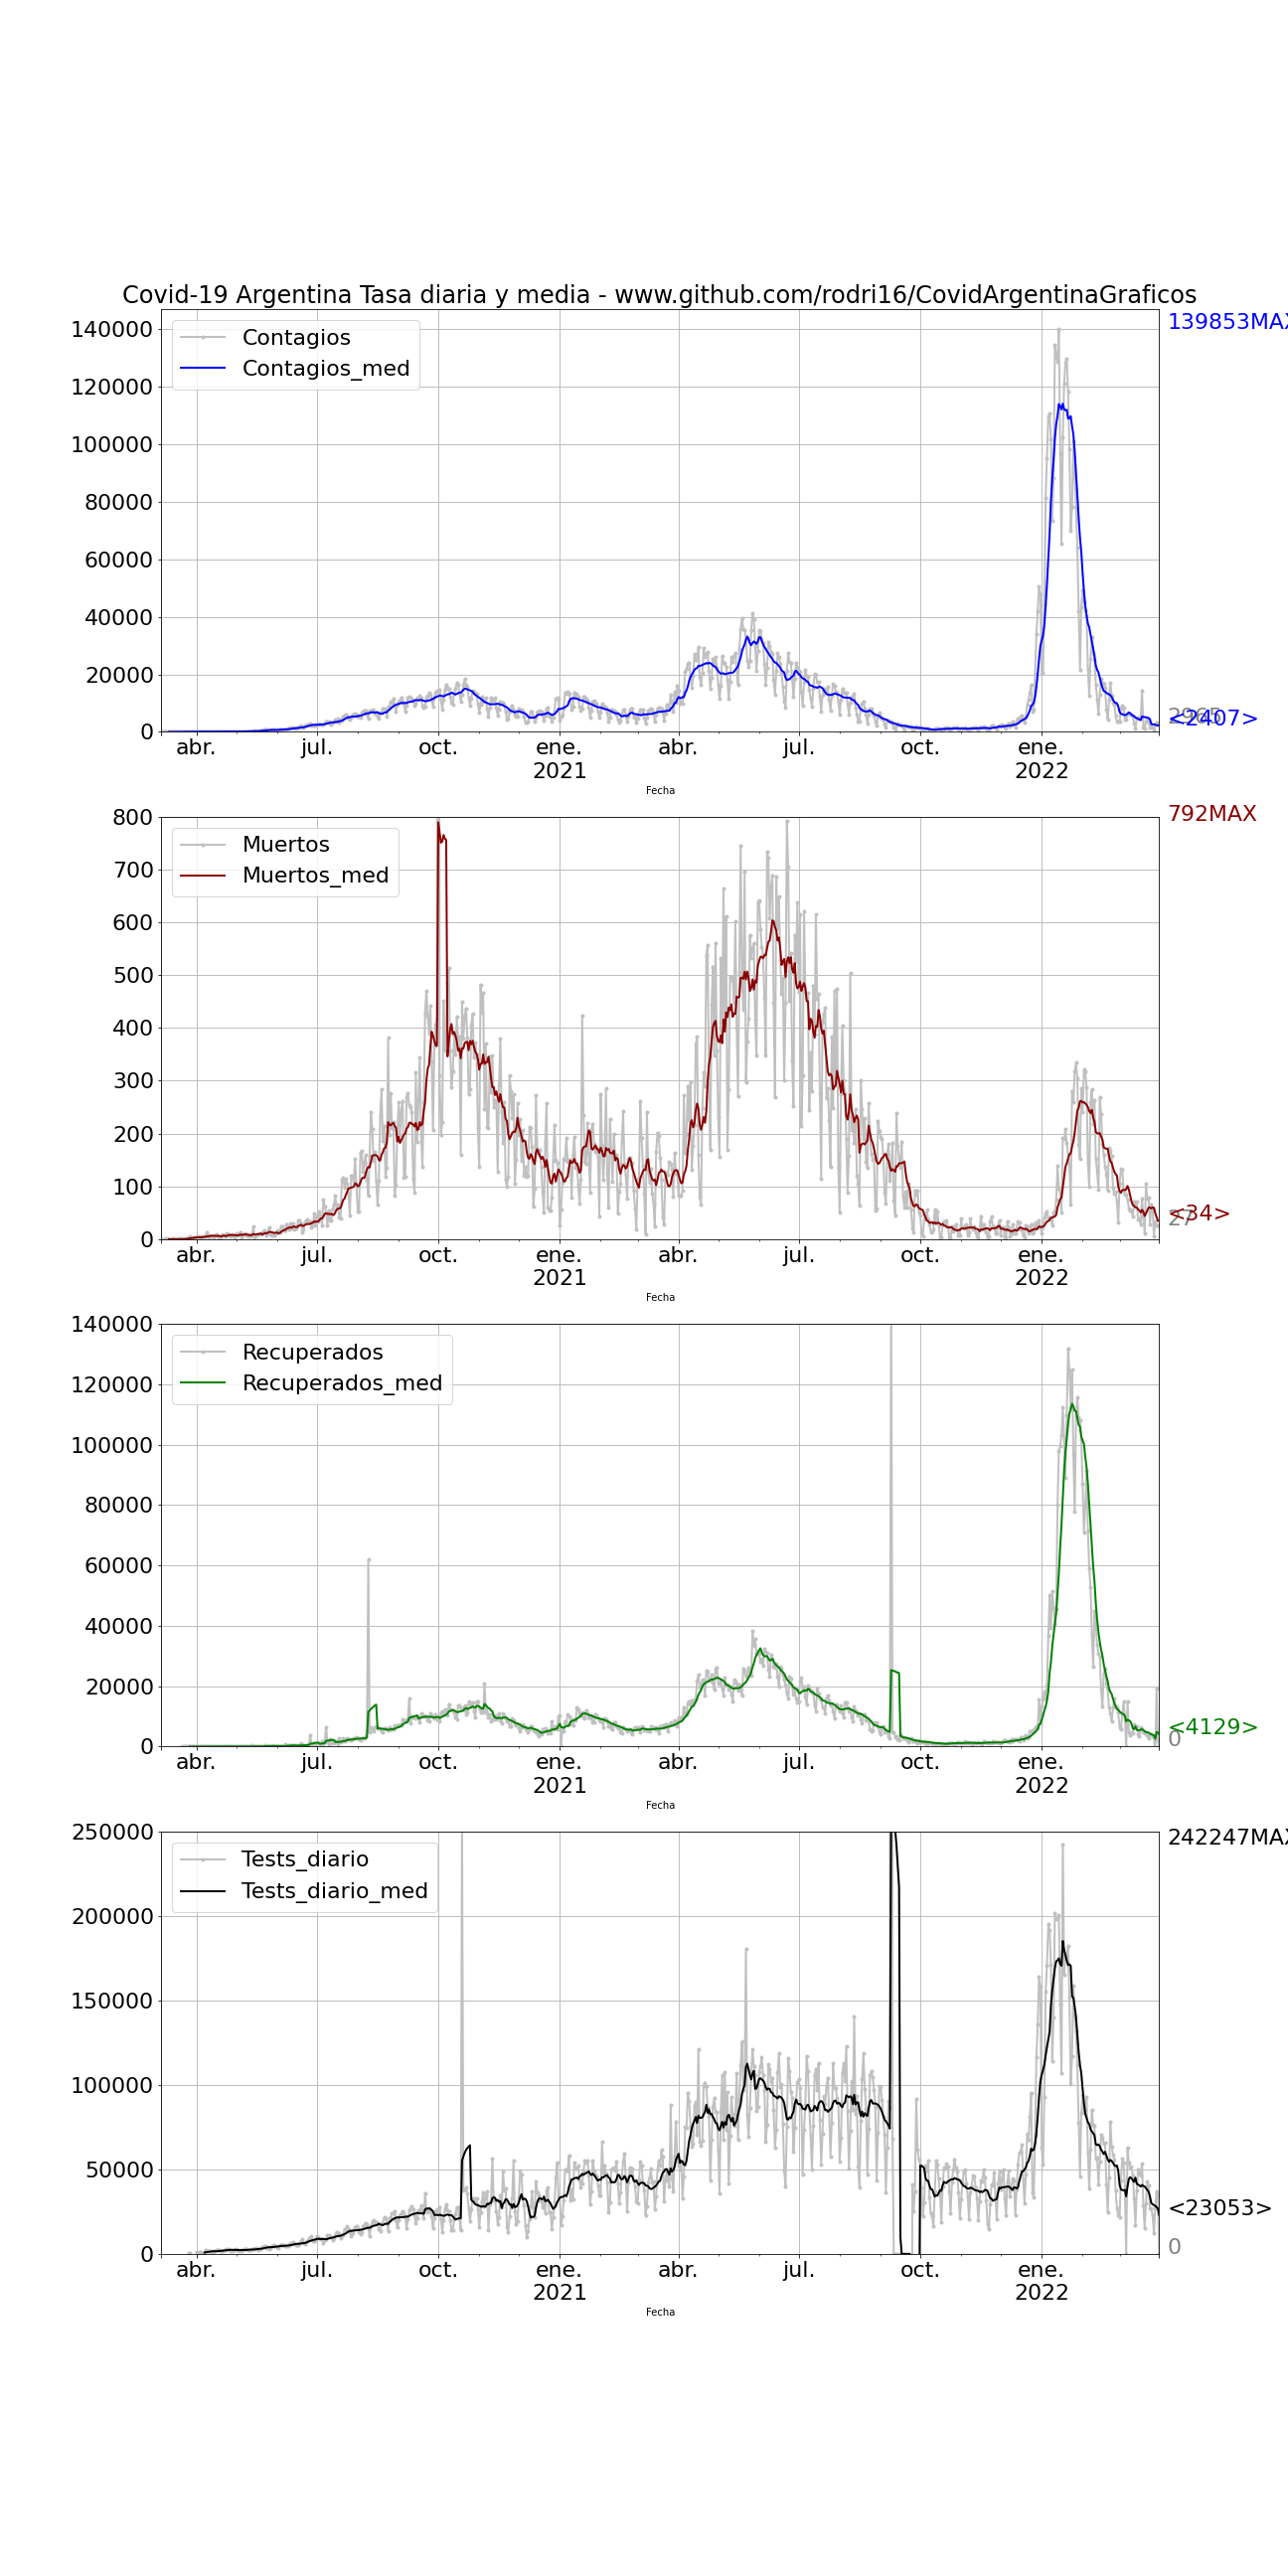 Covid-19 Argentina Tasa diaria y media - www.github.com/rodri16/CovidArgentinaGraficos
139853MAX
Contagios
Contagios_med
140000
120000
100000
80000
60000
40000
20000
0
<2407>
abr. jul. oct. ene. abr. jul. oct. ene.
2021 2022
Fecha
792MAX
Muertos
Muertos_med
800
700
600
500
400
300
200
100
0
<34>
27
abr. jul. oct. ene. abr. jul. oct. ene.
2021 2022
Fecha
Recuperados
Recuperados_med
140000
120000
100000
80000
60000
40000
20000
0
<4129>
0
abr. jul. oct. ene. abr. jul. oct. ene.
2021 2022
Fecha
242247MAX
Tests_diario
Tests_diario_med
250000
200000
150000
100000
50000
0
<23053>
0
abr. jul. oct. ene. abr. jul. oct. ene.
2021 2022
Fecha